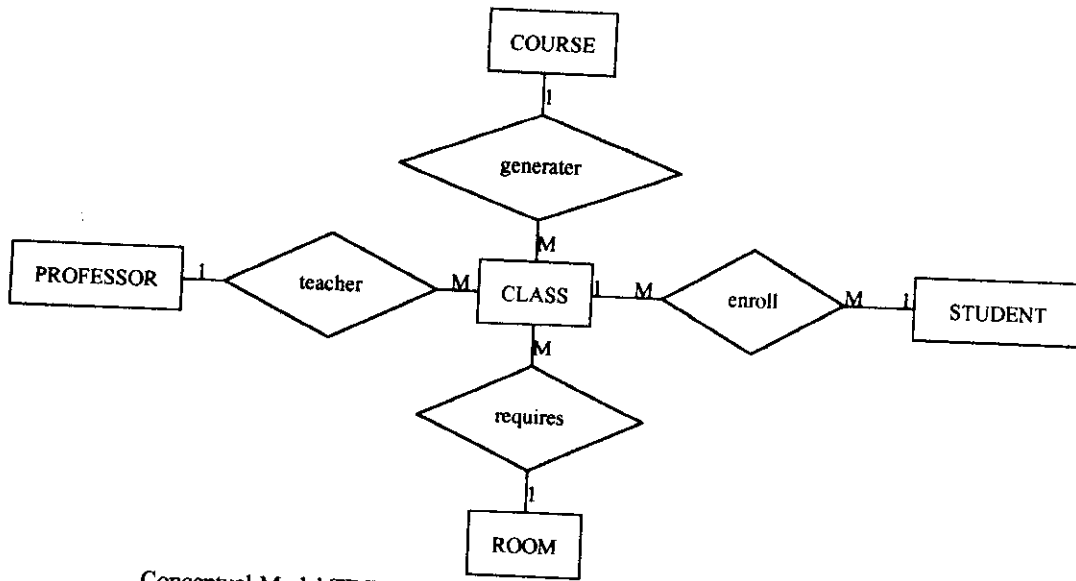 COURSE
1
generater
M
PROFESSOR 1 teacher M CLASS 1 M enroll M 1 STUDENT
M
requires
1
ROOM
Conceptual Model